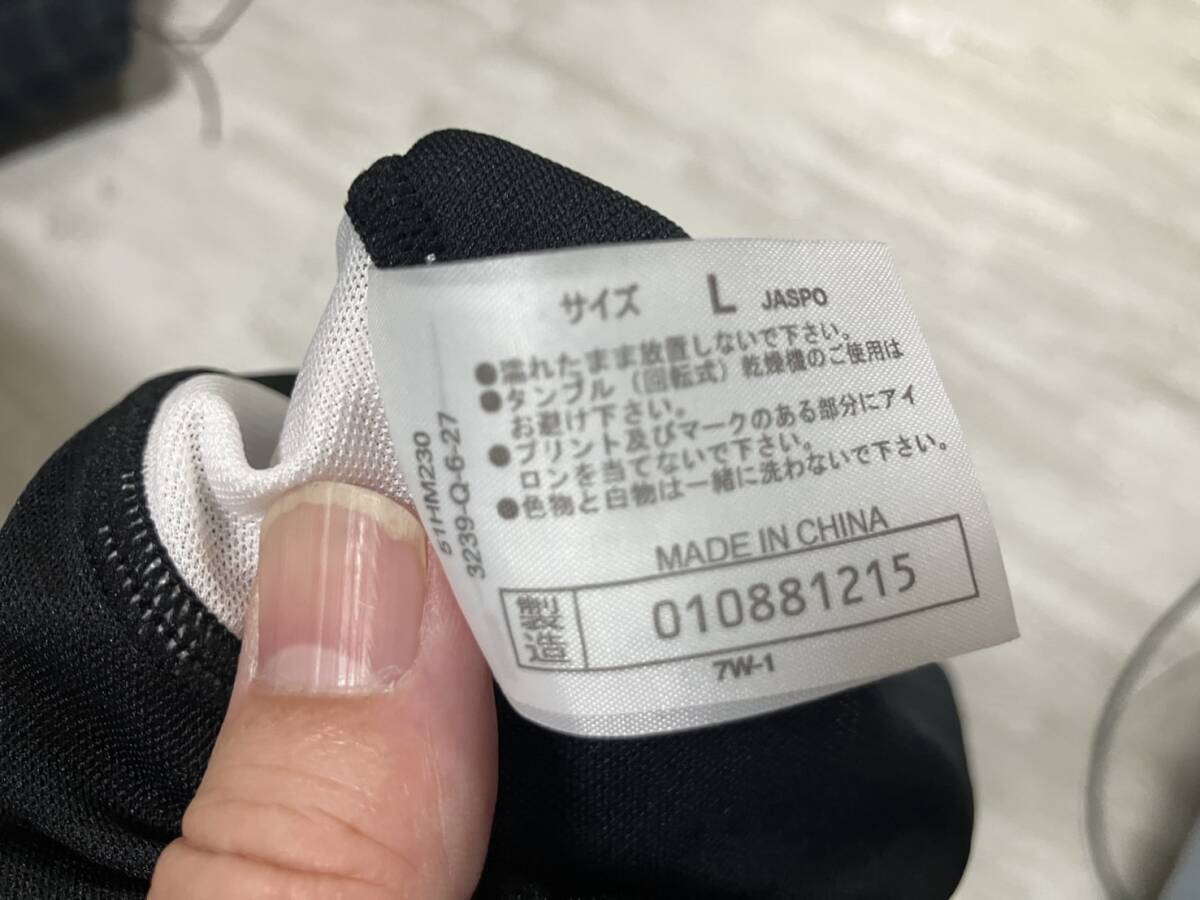 サイズ L JASPO
●濡れたまま放置しないで下さい。
●タンブル（回転式）乾燥機のご使用は
お避け下さい。
●プリント及びマークのある部分にアイ
ロンを当てないで下さい。
●色物と白物は一緒に洗わないで下さい。
MADE IN CHINA
製造 010881215
7W-1
51HM230
3239-Q-6-27